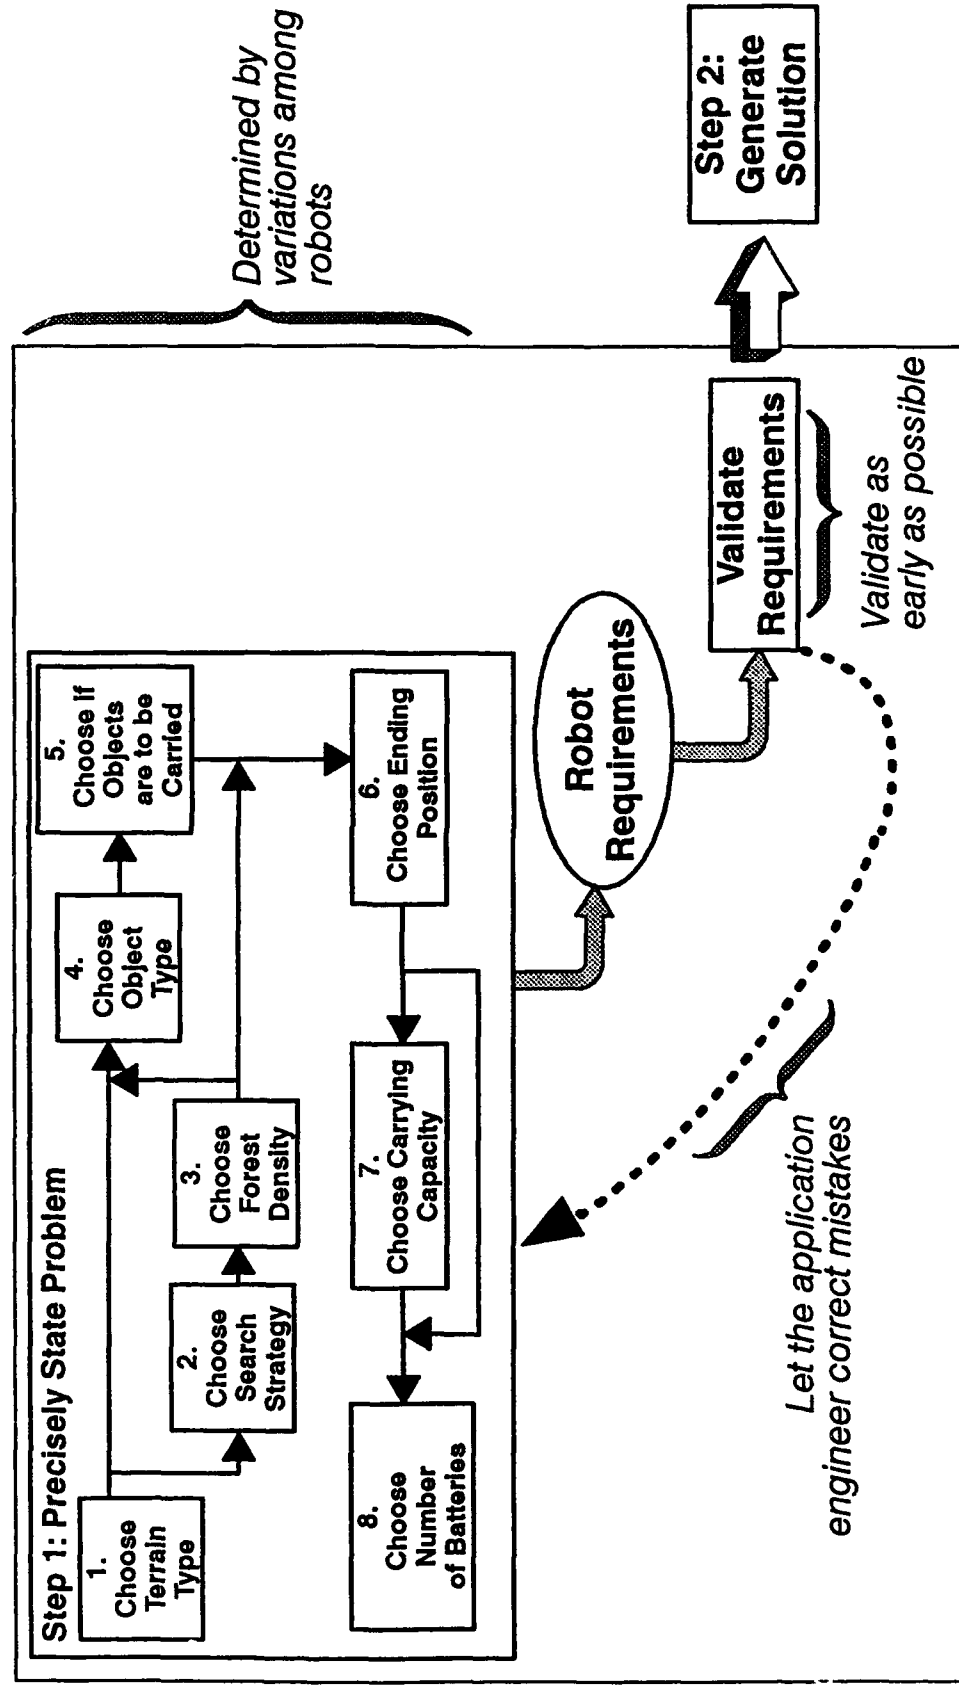 Step 1: Precisely State Problem
1.
Choose
Terrain
Type
2.
Choose
Search
Strategy
3.
Choose
Forest
Density
4.
Choose
Object
Type
5.
Choose if
Objects
are to be
Carried
6.
Choose Ending
Position
7.
Choose Carrying
Capacity
8.
Choose
Number
of Batteries
Determined by
variations among
robots
Robot
Requirements
Validate
Requirements
Validate as
early as possible
Let the application
engineer correct mistakes
Step 2:
Generate
Solution